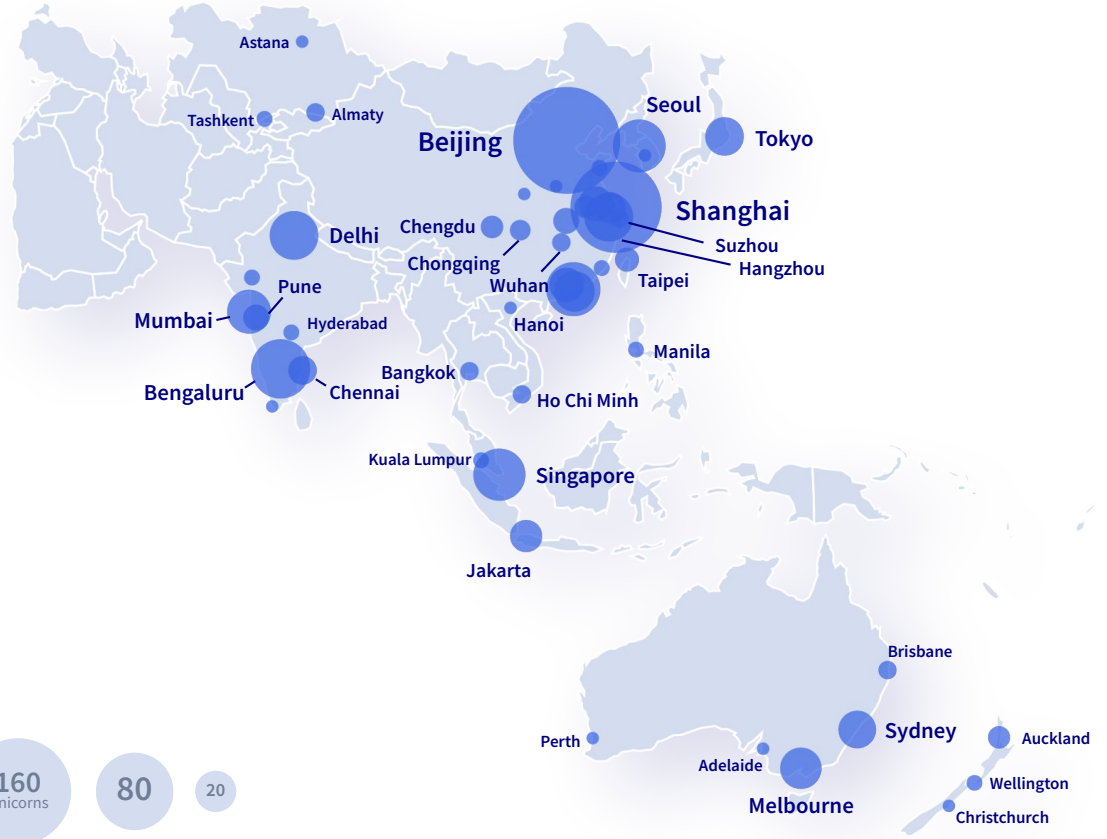 Astana
Almaty
Tashkent
Seoul
Beijing
Tokyo
Shanghai
Chengdu
Delhi
Suzhou
Chongqing
Hangzhou
Taipei
Wuhan
Pune
Mumbai
Hyderabad
Hanoi
Manila
Bangkok
Bengaluru
Chennai
Ho Chi Minh
Kuala Lumpur
Singapore
Jakarta
Brisbane
Sydney
Auckland
Perth
Adelaide
Wellington
Melbourne
Christchurch
160
nicorns
80
20